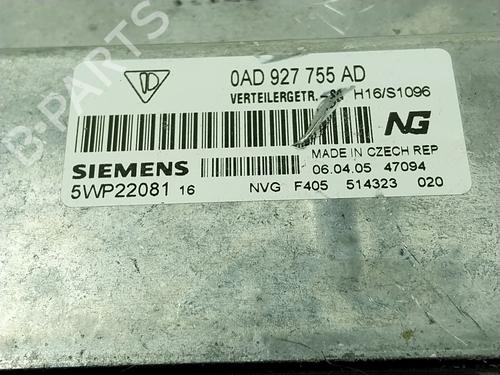 0AD 927 755 AD
VERTEILERGETR. H16/S1096
NG
SIEMENS
MADE IN CZECH REP
06.04.05 47094
5WP22081 16
NVG F405 514323 020
B-PARTS